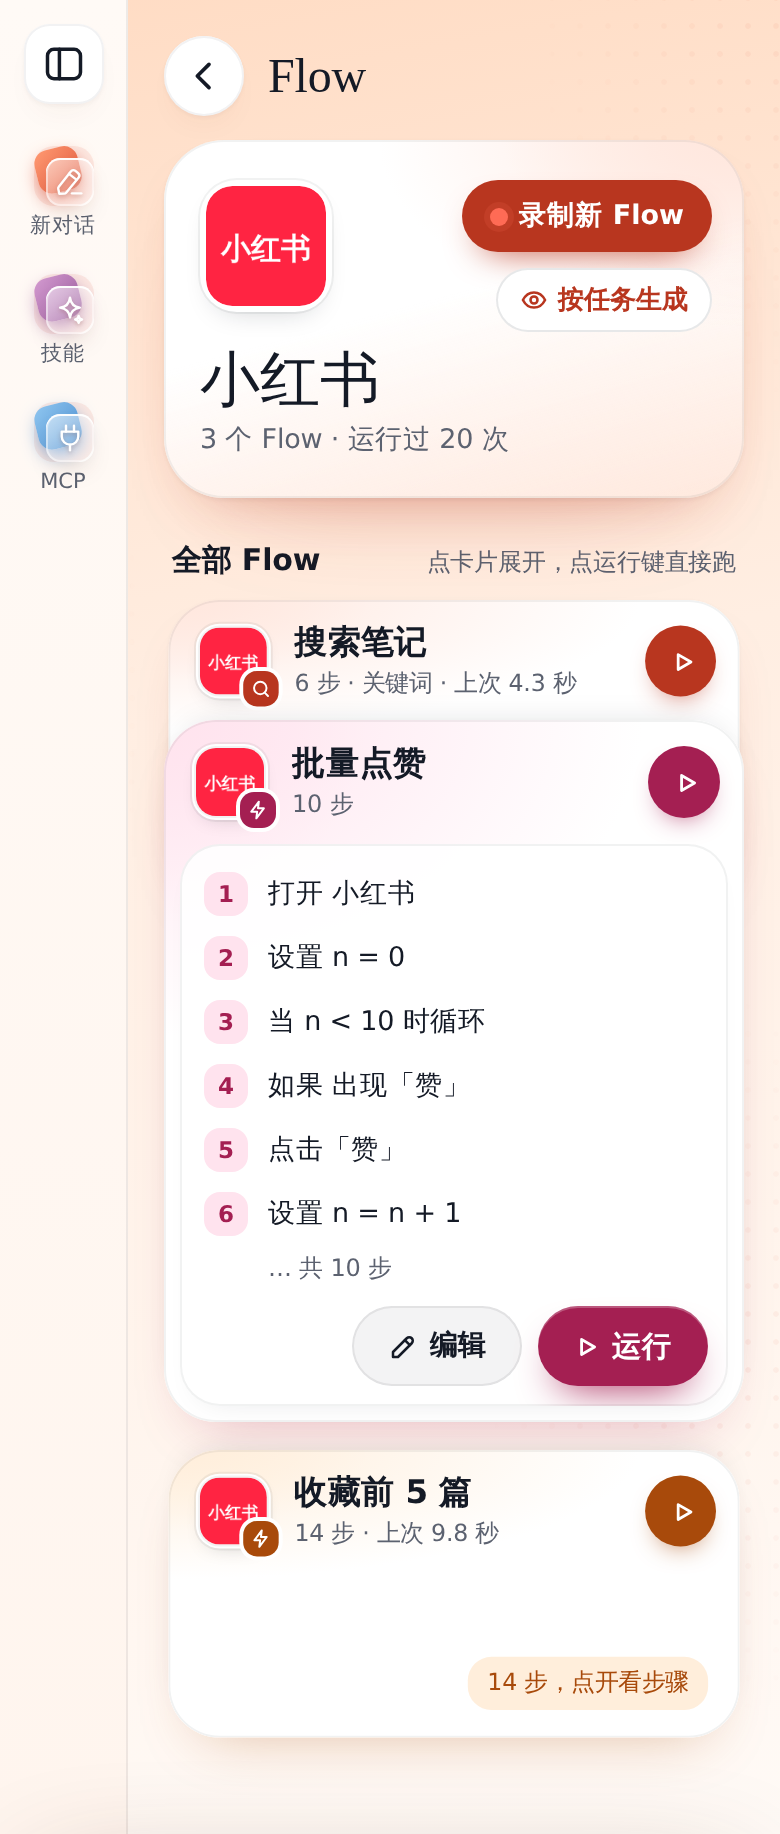 Flow
新对话
技能
MCP
小红书
录制新 Flow
按任务生成
小红书
3 个 Flow · 运行过 20 次
全部 Flow
点卡片展开，点运行键直接跑
小红书
搜索笔记
6 步 · 关键词 · 上次 4.3 秒
小红书
批量点赞
10 步
1 打开 小红书
2 设置 n = 0
3 当 n < 10 时循环
4 如果 出现「赞」
5 点击「赞」
6 设置 n = n + 1
… 共 10 步
编辑
运行
小红书
收藏前 5 篇
14 步 · 上次 9.8 秒
14 步，点开看步骤